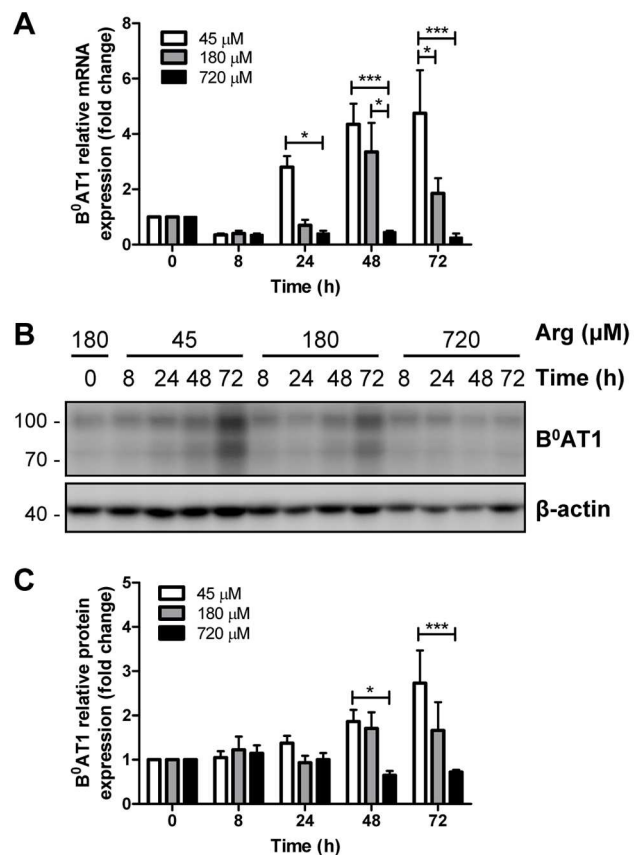 A
B⁰AT1 relative mRNA
expression (fold change)
8
6
4
2
0
45 µM
180 µM
720 µM
*
***
*
***
*
0 8 24 48 72
Time (h)
B
180 45 180 720 Arg (µM)
0 8 24 48 72 8 24 48 72 8 24 48 72 Time (h)
100 -
70 -
B⁰AT1
40 -
β-actin
C
B⁰AT1 relative protein
expression (fold change)
5
4
3
2
1
0
45 µM
180 µM
720 µM
*
***
0 8 24 48 72
Time (h)